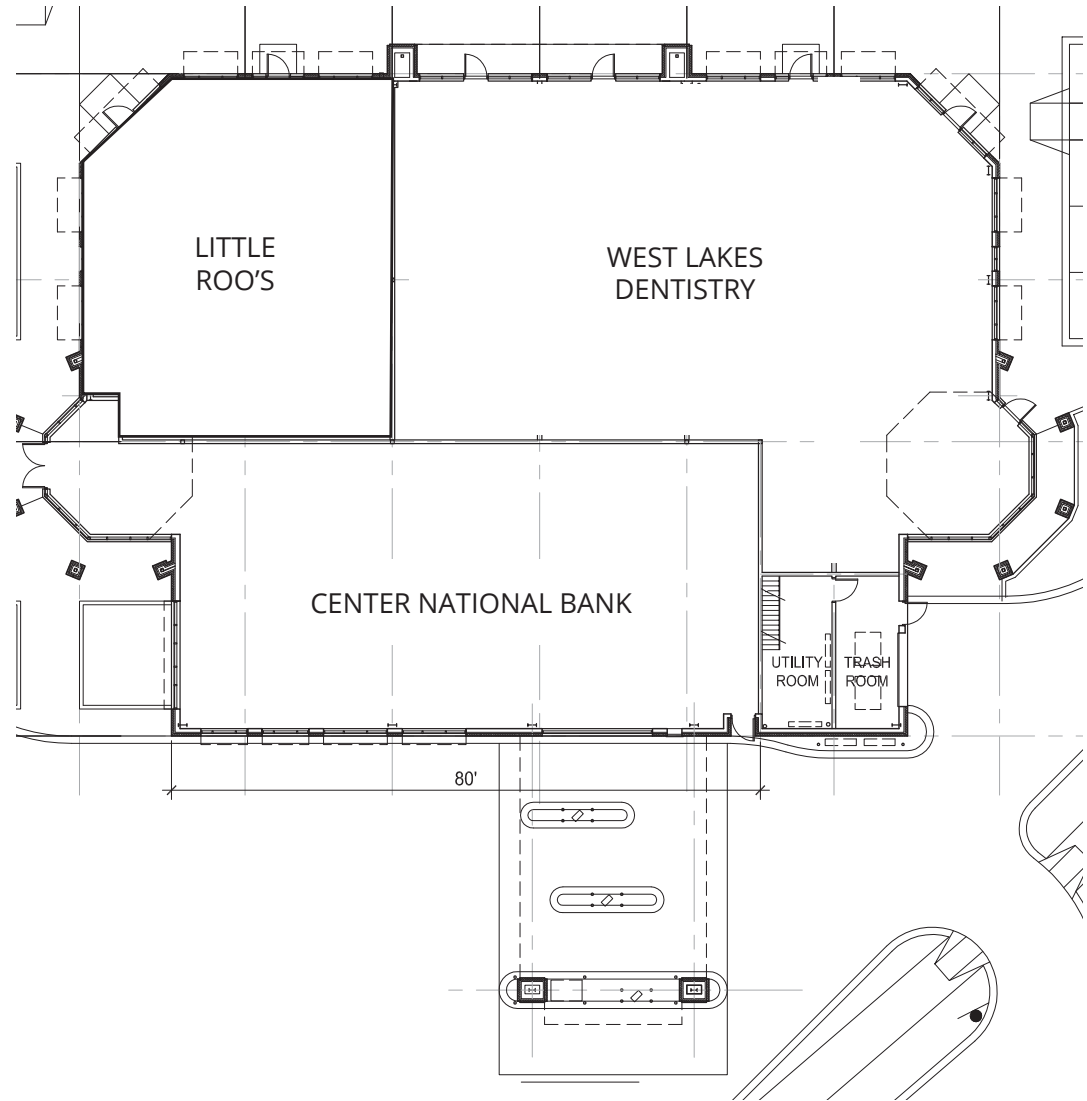 LITTLE
ROO'S
WEST LAKES
DENTISTRY
CENTER NATIONAL BANK
UTILITY
ROOM
TRASH
ROOM
80'